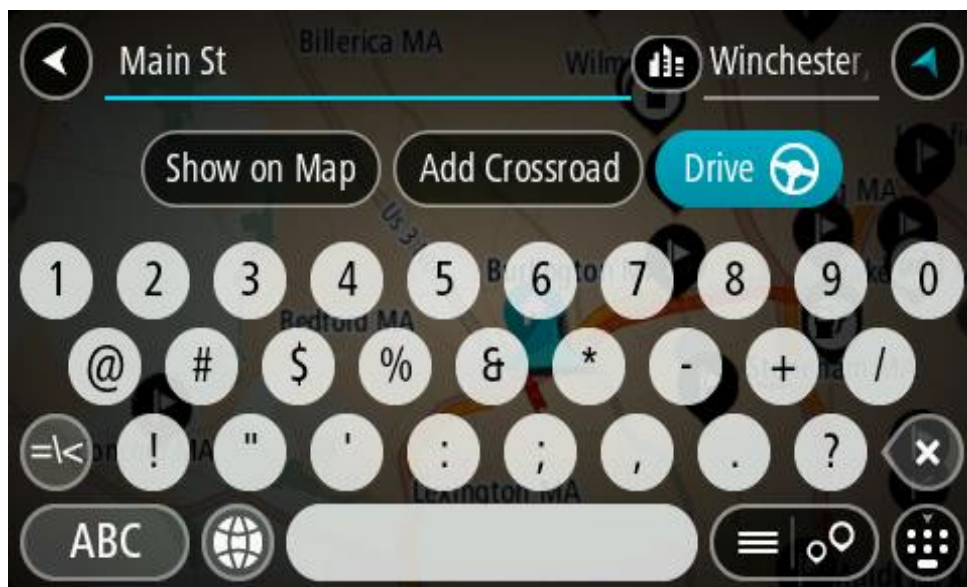 Main St
Winchester,
Billerica MA
Show on Map
Add Crossroad
Drive
1 2 3 4 5 6 7 8 9 0
Bedford MA
@ # $ % & * - + /
=\< ! " ' : ; , . ?
Lexington MA
ABC